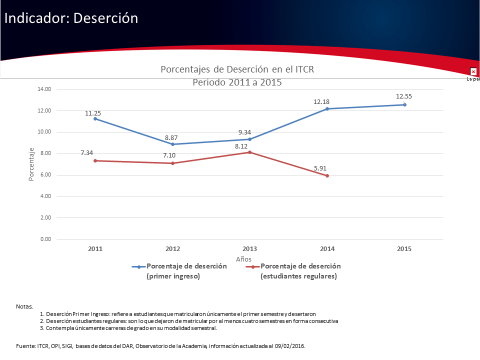 Indicador: Deserción
Porcentajes de Deserción en el ITCR
Periodo 2011 a 2015
14.00
12.00
10.00
8.00
6.00
4.00
2.00
0.00
Porcentaje
11.25
8.87
9.34
12.18
12.55
7.34
7.10
8.12
5.91
2011
2012
2013
2014
2015
Años
Porcentaje de deserción
(primer ingreso)
Porcentaje de deserción
(estudiantes regulares)
Notas.
1. Deserción Primer Ingreso: refiere a estudiantes que matricularon únicamente el primer semestre y desertaron
2. Deserción estudiantes regulares: son lo que dejaron de matricular por al menos cuatro semestres en forma consecutiva.
3. Contempla únicamente carreras de grado en su modalidad semestral.
Fuente: ITCR, OPI, SIGI, bases de datos del DAR, Observatorio de la Academia, información actualizada al 09/02/2016.